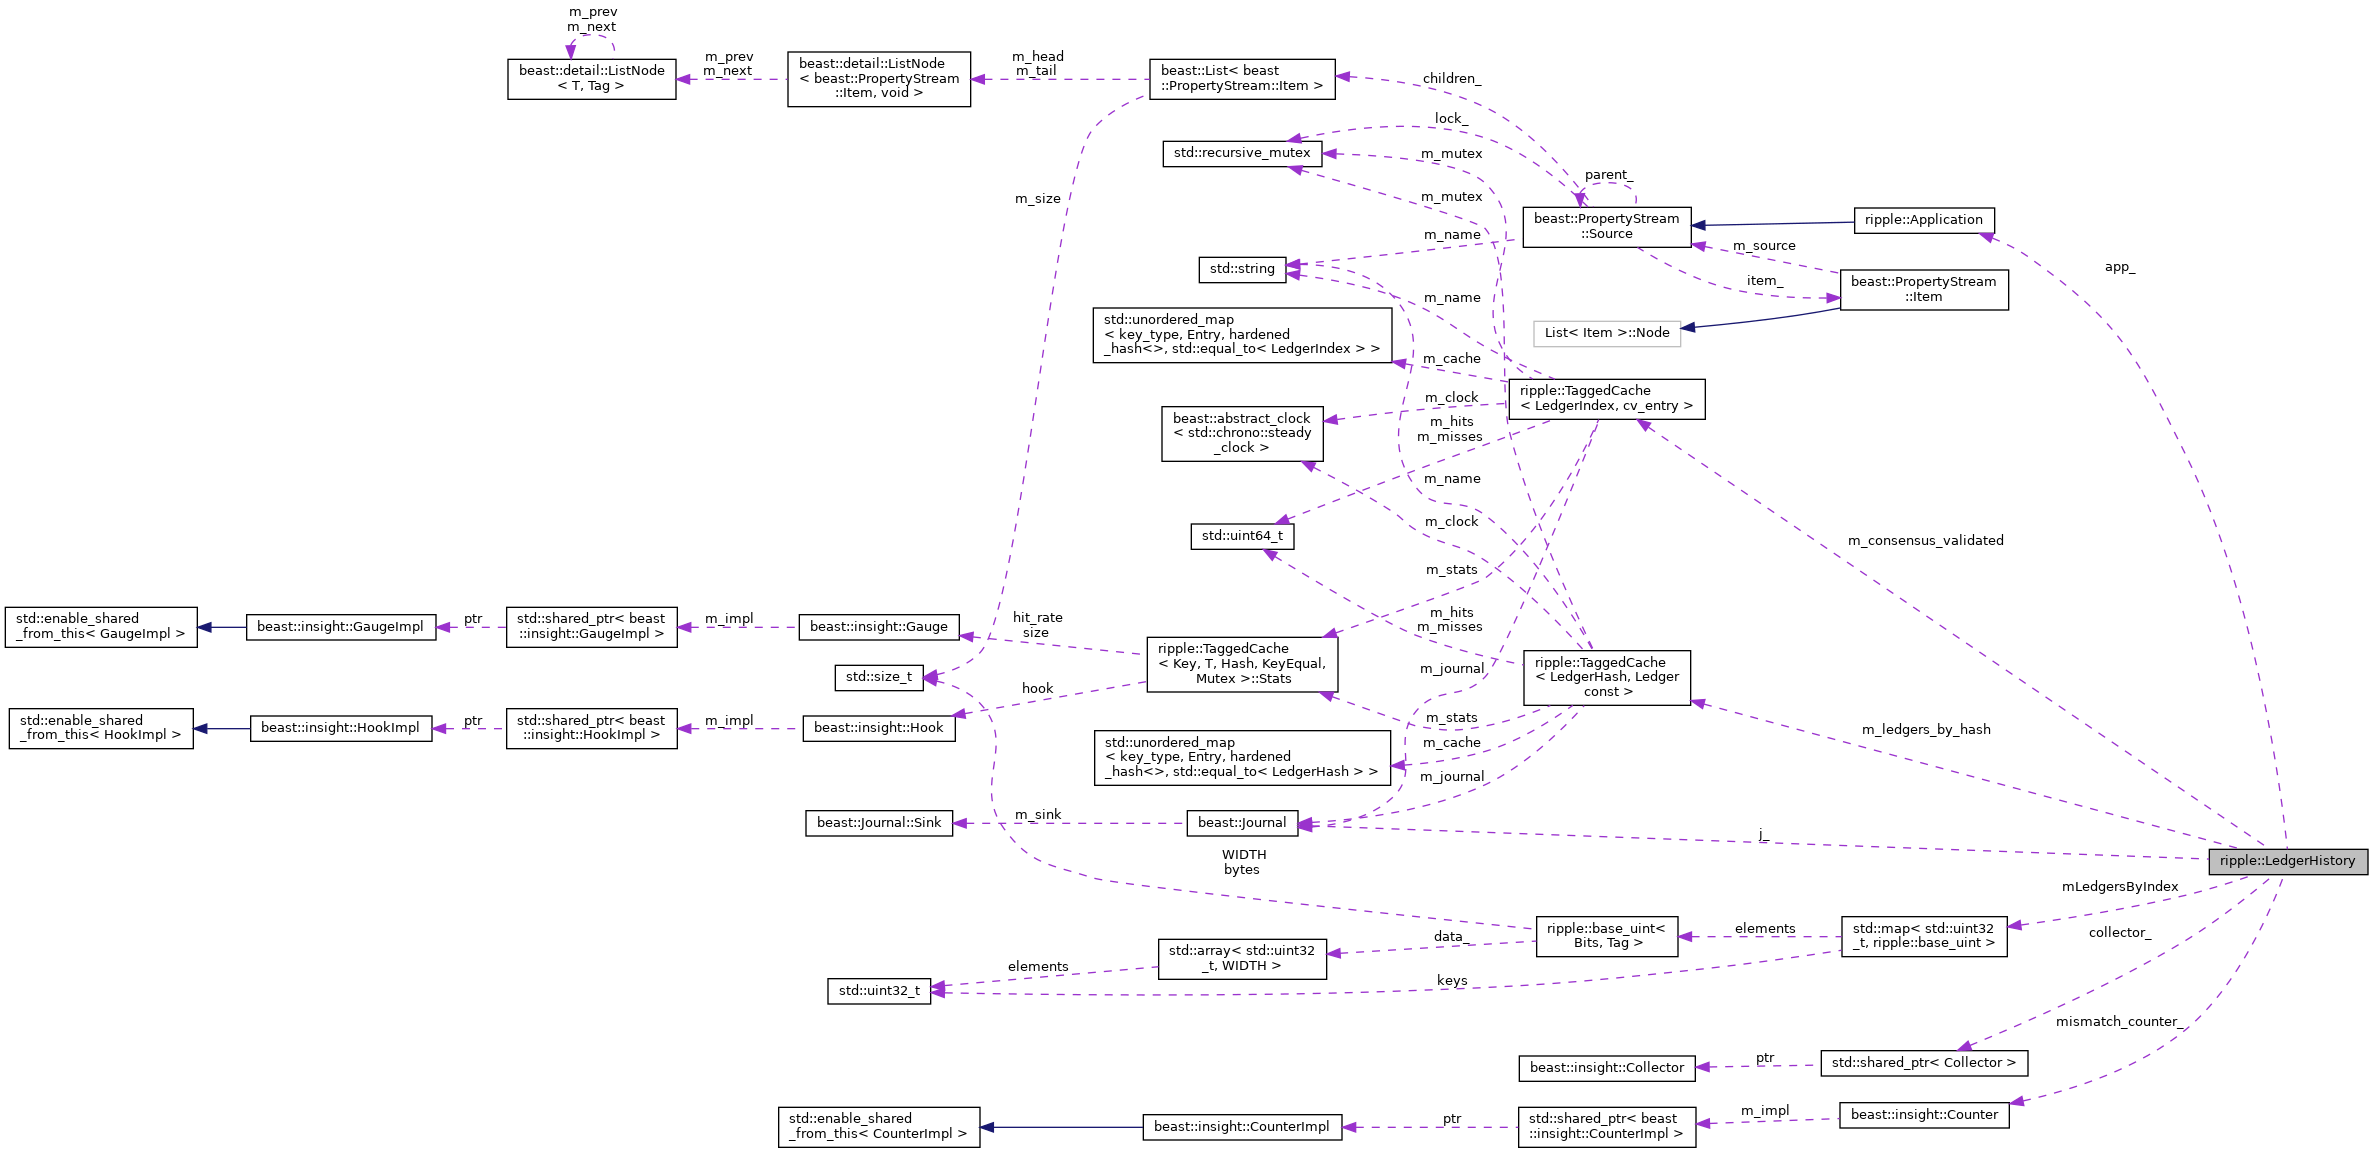 m_prev
m_next
beast::detail::ListNode
< T, Tag >
m_prev
m_next
beast::detail::ListNode
< beast::PropertyStream
::Item, void >
m_head
m_tail
beast::List< beast
::PropertyStream::Item >
children_
lock_
std::recursive_mutex
m_mutex
parent_
m_size
m_mutex
beast::PropertyStream
::Source
ripple::Application
m_name
m_source
app_
std::string
item_
beast::PropertyStream
::Item
m_name
std::unordered_map
< key_type, Entry, hardened
_hash<>, std::equal_to< LedgerIndex > >
List< Item >::Node
m_cache
ripple::TaggedCache
< LedgerIndex, cv_entry >
m_clock
beast::abstract_clock
< std::chrono::steady
_clock >
m_hits
m_misses
m_name
m_clock
std::uint64_t
m_consensus_validated
m_stats
std::enable_shared
_from_this< GaugeImpl >
beast::insight::GaugeImpl
ptr
std::shared_ptr< beast
::insight::GaugeImpl >
m_impl
beast::insight::Gauge
hit_rate
size
m_hits
m_misses
ripple::TaggedCache
< Key, T, Hash, KeyEqual,
Mutex >::Stats
std::size_t
m_journal
ripple::TaggedCache
< LedgerHash, Ledger
const >
hook
std::enable_shared
_from_this< HookImpl >
beast::insight::HookImpl
ptr
std::shared_ptr< beast
::insight::HookImpl >
m_impl
beast::insight::Hook
m_stats
m_ledgers_by_hash
std::unordered_map
< key_type, Entry, hardened
_hash<>, std::equal_to< LedgerHash > >
m_cache
m_journal
beast::Journal::Sink
m_sink
beast::Journal
j_
WIDTH
bytes
ripple::LedgerHistory
mLedgersByIndex
ripple::base_uint<
Bits, Tag >
elements
std::map< std::uint32
_t, ripple::base_uint >
collector_
data_
std::array< std::uint32
_t, WIDTH >
elements
std::uint32_t
keys
mismatch_counter_
beast::insight::Collector
ptr
std::shared_ptr< Collector >
std::enable_shared
_from_this< CounterImpl >
beast::insight::CounterImpl
ptr
std::shared_ptr< beast
::insight::CounterImpl >
m_impl
beast::insight::Counter